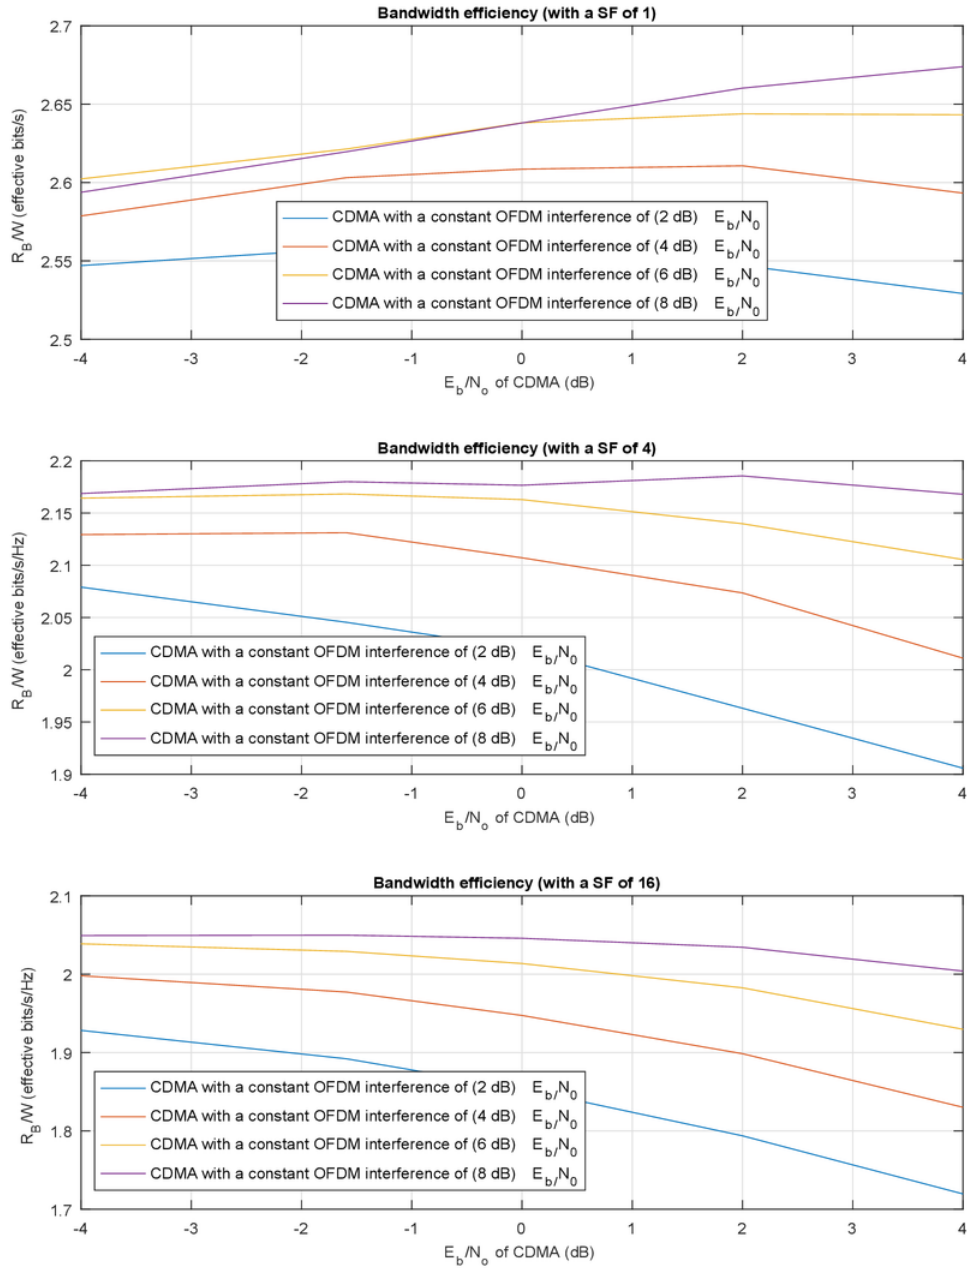 Bandwidth efficiency (with a SF of 1)
2.7
2.65
2.6
2.55
2.5
R_B/W (effective bits/s)
CDMA with a constant OFDM interference of (2 dB) E_b/N_0
CDMA with a constant OFDM interference of (4 dB) E_b/N_0
CDMA with a constant OFDM interference of (6 dB) E_b/N_0
CDMA with a constant OFDM interference of (8 dB) E_b/N_0
-4 -3 -2 -1 0 1 2 3 4
E_b/N_o of CDMA (dB)
Bandwidth efficiency (with a SF of 4)
2.2
2.15
2.1
2.05
2
1.95
1.9
R_B/W (effective bits/s/Hz)
CDMA with a constant OFDM interference of (2 dB) E_b/N_0
CDMA with a constant OFDM interference of (4 dB) E_b/N_0
CDMA with a constant OFDM interference of (6 dB) E_b/N_0
CDMA with a constant OFDM interference of (8 dB) E_b/N_0
-4 -3 -2 -1 0 1 2 3 4
E_b/N_o of CDMA (dB)
Bandwidth efficiency (with a SF of 16)
2.1
2
1.9
1.8
1.7
R_B/W (effective bits/s/Hz)
CDMA with a constant OFDM interference of (2 dB) E_b/N_0
CDMA with a constant OFDM interference of (4 dB) E_b/N_0
CDMA with a constant OFDM interference of (6 dB) E_b/N_0
CDMA with a constant OFDM interference of (8 dB) E_b/N_0
-4 -3 -2 -1 0 1 2 3 4
E_b/N_o of CDMA (dB)